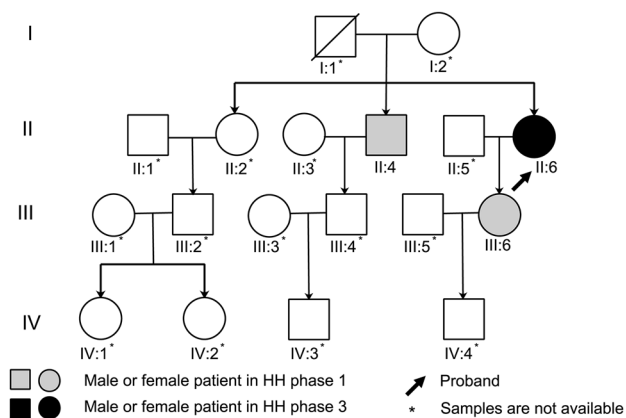 I
I:1* I:2*
II
II:1* II:2* II:3* II:4 II:5* II:6
III
III:1* III:2* III:3* III:4* III:5* III:6
IV
IV:1* IV:2* IV:3* IV:4*
Male or female patient in HH phase 1 Proband
Male or female patient in HH phase 3 * Samples are not available